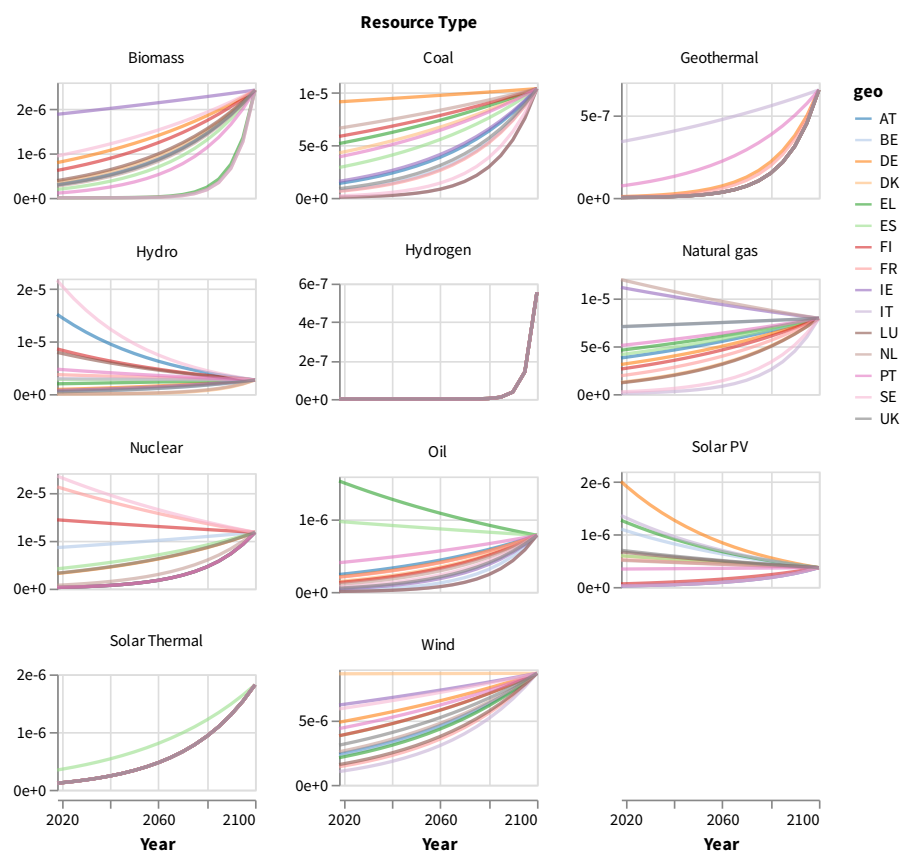 Resource Type
Biomass
Coal
Geothermal
2e-6
1e-6
0e+0
1e-5
5e-6
0e+0
5e-7
0e+0
geo
AT
BE
DE
DK
EL
ES
FI
FR
IE
IT
LU
NL
PT
SE
UK
Hydro
Hydrogen
Natural gas
2e-5
1e-5
0e+0
6e-7
4e-7
2e-7
0e+0
1e-5
5e-6
0e+0
Nuclear
Oil
Solar PV
2e-5
1e-5
0e+0
1e-6
0e+0
2e-6
1e-6
0e+0
Solar Thermal
Wind
2e-6
1e-6
0e+0
5e-6
0e+0
2020 2060 2100
Year
2020 2060 2100
Year
2020 2060 2100
Year